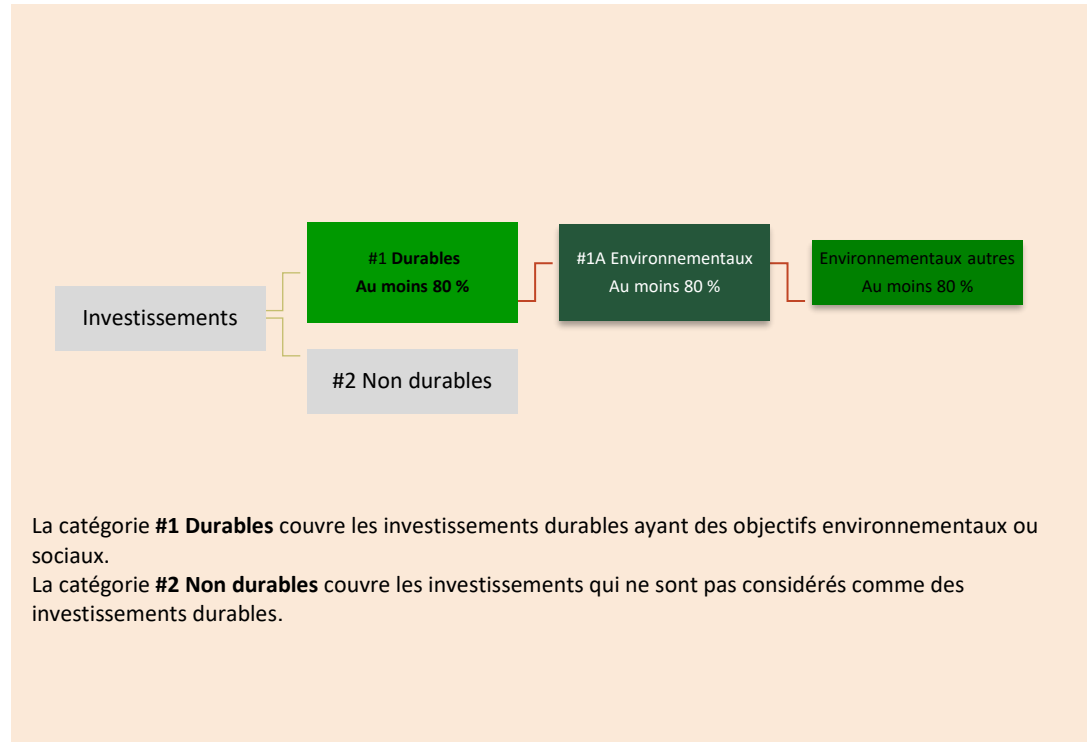 #1 Durables
Au moins 80 %
#1A Environnementaux
Au moins 80 %
Environnementaux autres
Au moins 80 %
Investissements
#2 Non durables
La catégorie #1 Durables couvre les investissements durables ayant des objectifs environnementaux ou
sociaux.
La catégorie #2 Non durables couvre les investissements qui ne sont pas considérés comme des
investissements durables.